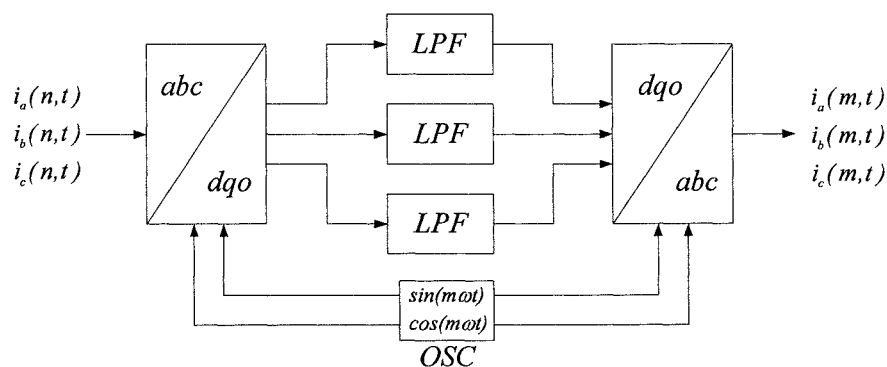 i_a(n,t)
i_b(n,t)
i_c(n,t)
abc
dqo
LPF
LPF
LPF
dqo
abc
i_a(m,t)
i_b(m,t)
i_c(m,t)
sin(mωt)
cos(mωt)
OSC